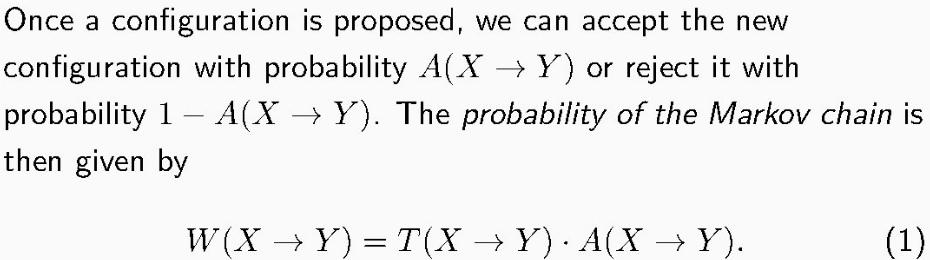 Once a configuration is proposed, we can accept the new
configuration with probability A(X → Y) or reject it with
probability 1 − A(X → Y). The probability of the Markov chain is
then given by
W(X → Y) = T(X → Y) · A(X → Y). (1)